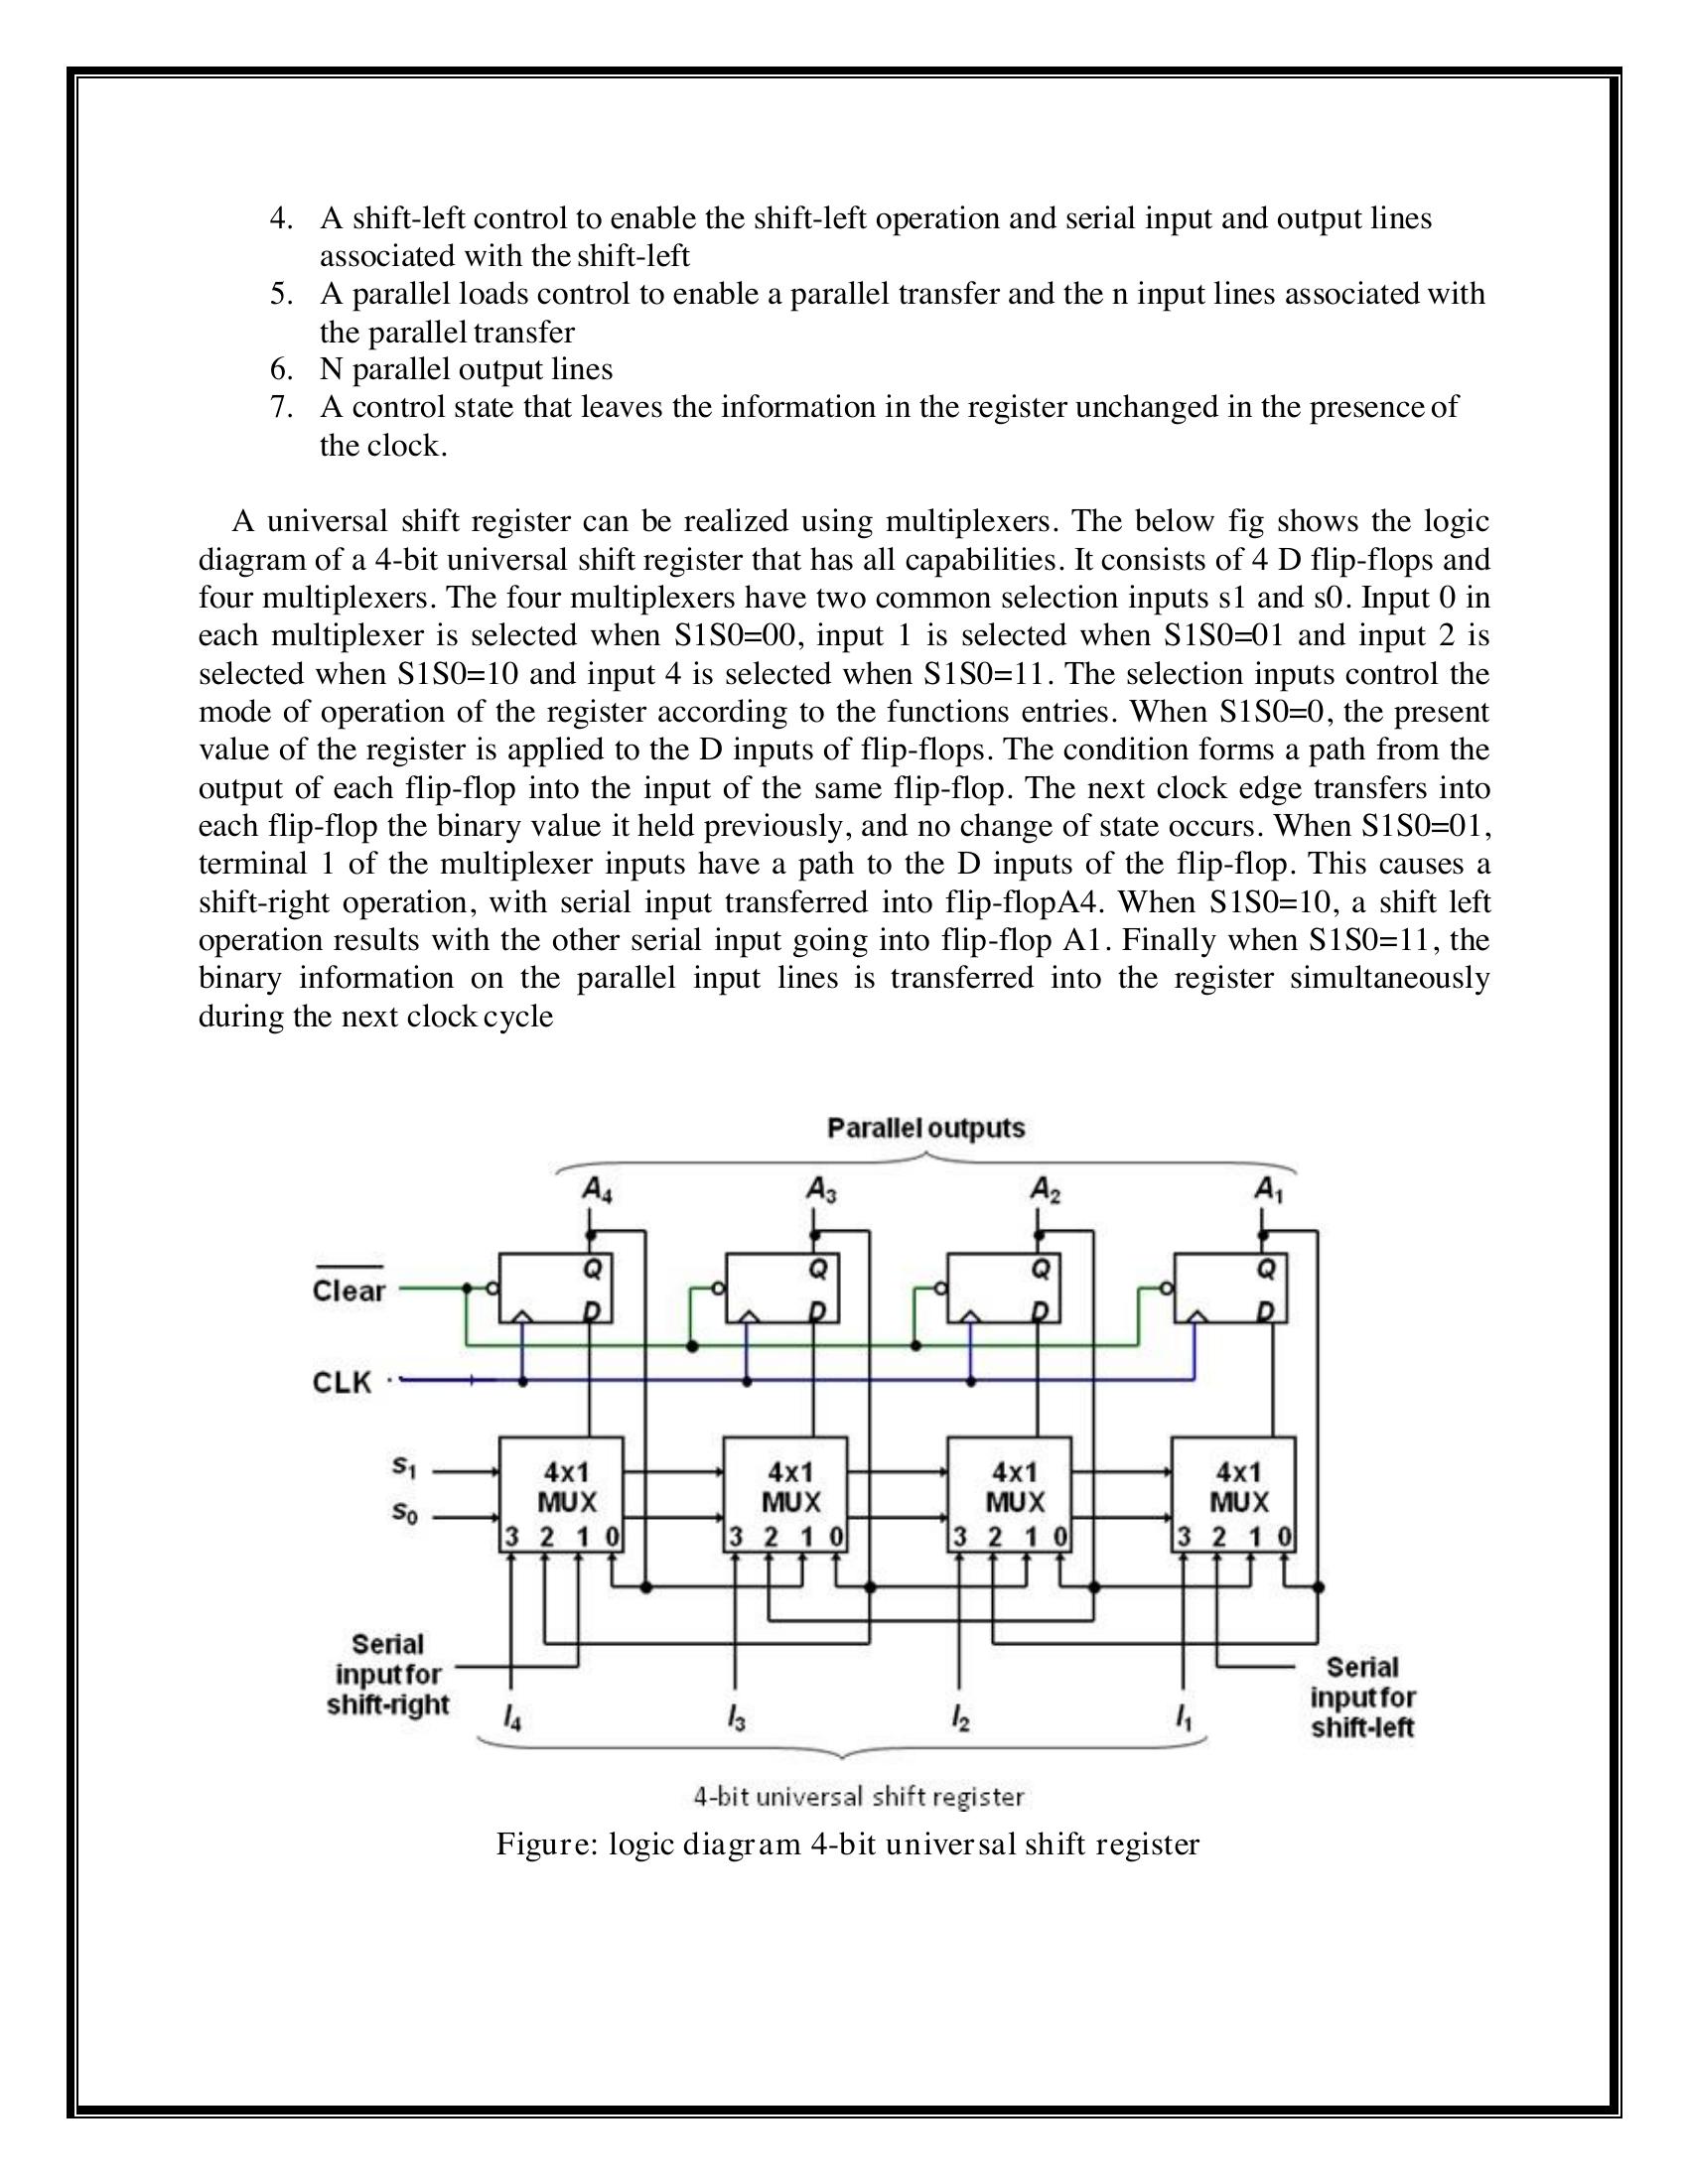 4. A shift-left control to enable the shift-left operation and serial input and output lines
associated with the shift-left
5. A parallel loads control to enable a parallel transfer and the n input lines associated with
the parallel transfer
6. N parallel output lines
7. A control state that leaves the information in the register unchanged in the presence of
the clock.
A universal shift register can be realized using multiplexers. The below fig shows the logic
diagram of a 4-bit universal shift register that has all capabilities. It consists of 4 D flip-flops and
four multiplexers. The four multiplexers have two common selection inputs s1 and s0. Input 0 in
each multiplexer is selected when S1S0=00, input 1 is selected when S1S0=01 and input 2 is
selected when S1S0=10 and input 4 is selected when S1S0=11. The selection inputs control the
mode of operation of the register according to the functions entries. When S1S0=0, the present
value of the register is applied to the D inputs of flip-flops. The condition forms a path from the
output of each flip-flop into the input of the same flip-flop. The next clock edge transfers into
each flip-flop the binary value it held previously, and no change of state occurs. When S1S0=01,
terminal 1 of the multiplexer inputs have a path to the D inputs of the flip-flop. This causes a
shift-right operation, with serial input transferred into flip-flopA4. When S1S0=10, a shift left
operation results with the other serial input going into flip-flop A1. Finally when S1S0=11, the
binary information on the parallel input lines is transferred into the register simultaneously
during the next clock cycle
Parallel outputs
A4 A3 A2 A1
Q Q Q Q
Clear
D D D D
CLK
s1 4x1 4x1 4x1 4x1
s0 MUX MUX MUX MUX
3 2 1 0 3 2 1 0 3 2 1 0 3 2 1 0
Serial
input for
shift-right
Serial
input for
shift-left
I4 I3 I2 I1
4-bit universal shift register
Figure: logic diagram 4-bit universal shift register